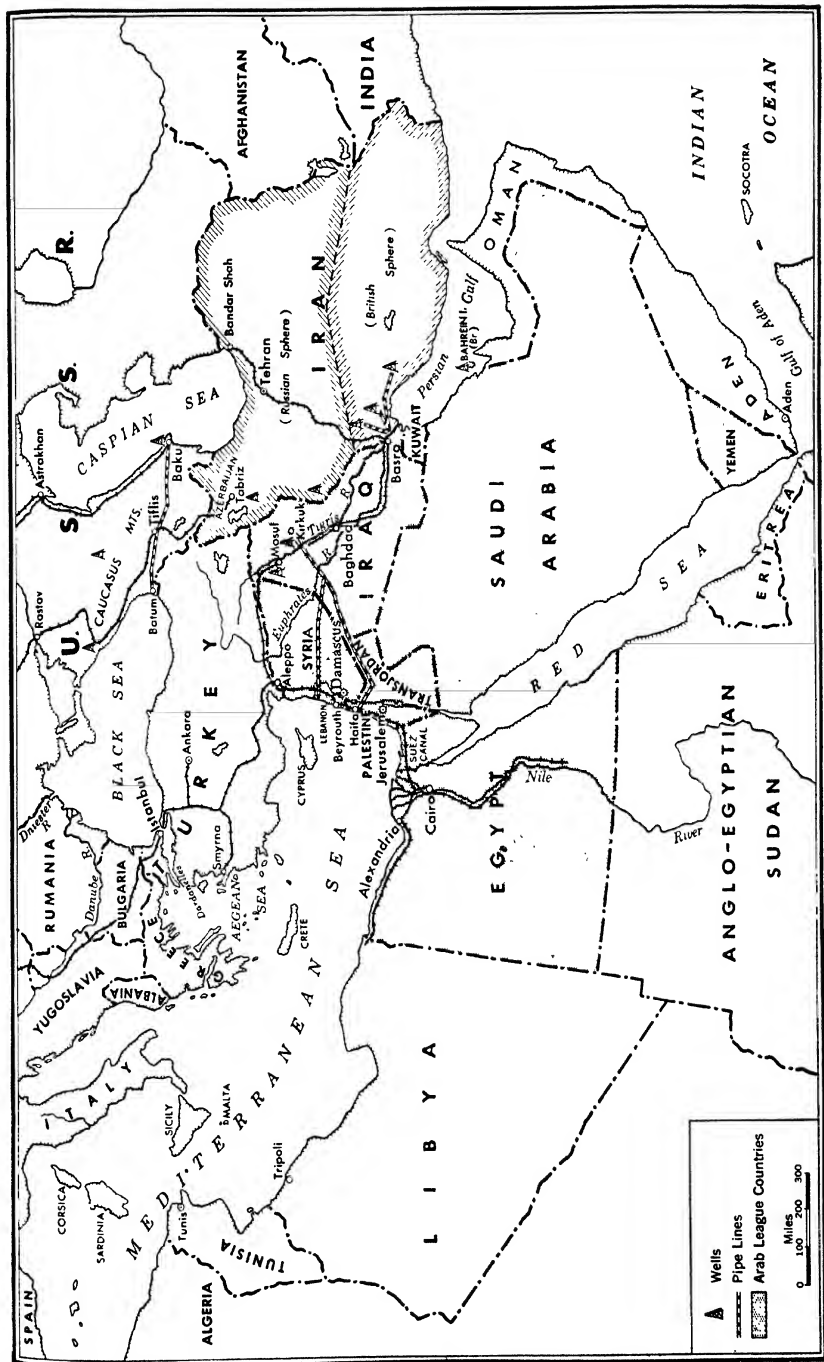 SPAIN
CORSICA
SARDINIA
ITALY
SICILY
MALTA
YUGOSLAVIA
ALBANIA
RUMANIA
Danube R.
BULGARIA
GREECE
Dniester R.
BLACK SEA
Istanbul
Dardanelles
AEGEAN
SEA
Smyrna
CRETE
Ankara
TURKEY
CYPRUS
Rostov
U. S. S. R.
CAUCASUS MTS.
Batum
Tiflis
Baku
Astrakhan
CASPIAN SEA
AZERBAIJAN
Tabriz
Bandar Shah
Tehran
(Russian Sphere)
IRAN
(British Sphere)
AFGHANISTAN
INDIA
MEDITERRANEAN SEA
ALGERIA
Tunis
TUNISIA
Tripoli
LIBYA
Alexandria
Cairo
EGYPT
Nile
River
SUEZ
CANAL
ANGLO-EGYPTIAN
SUDAN
Aleppo
SYRIA
LEBANON
Beyrouth
Damascus
Haifa
PALESTINE
Jerusalem
TRANSJORDAN
Euphrates R.
Tigris R.
Mosul
Kirkuk
Baghdad
IRAQ
Basra
KUWAIT
Persian Gulf
BAHREIN I.
(Br)
OMAN
SAUDI
ARABIA
RED SEA
ERITREA
YEMEN
ADEN
Aden
Gulf of Aden
SOCOTRA
INDIAN
OCEAN
Wells
Pipe Lines
Arab League Countries
Miles
0 100 200 300